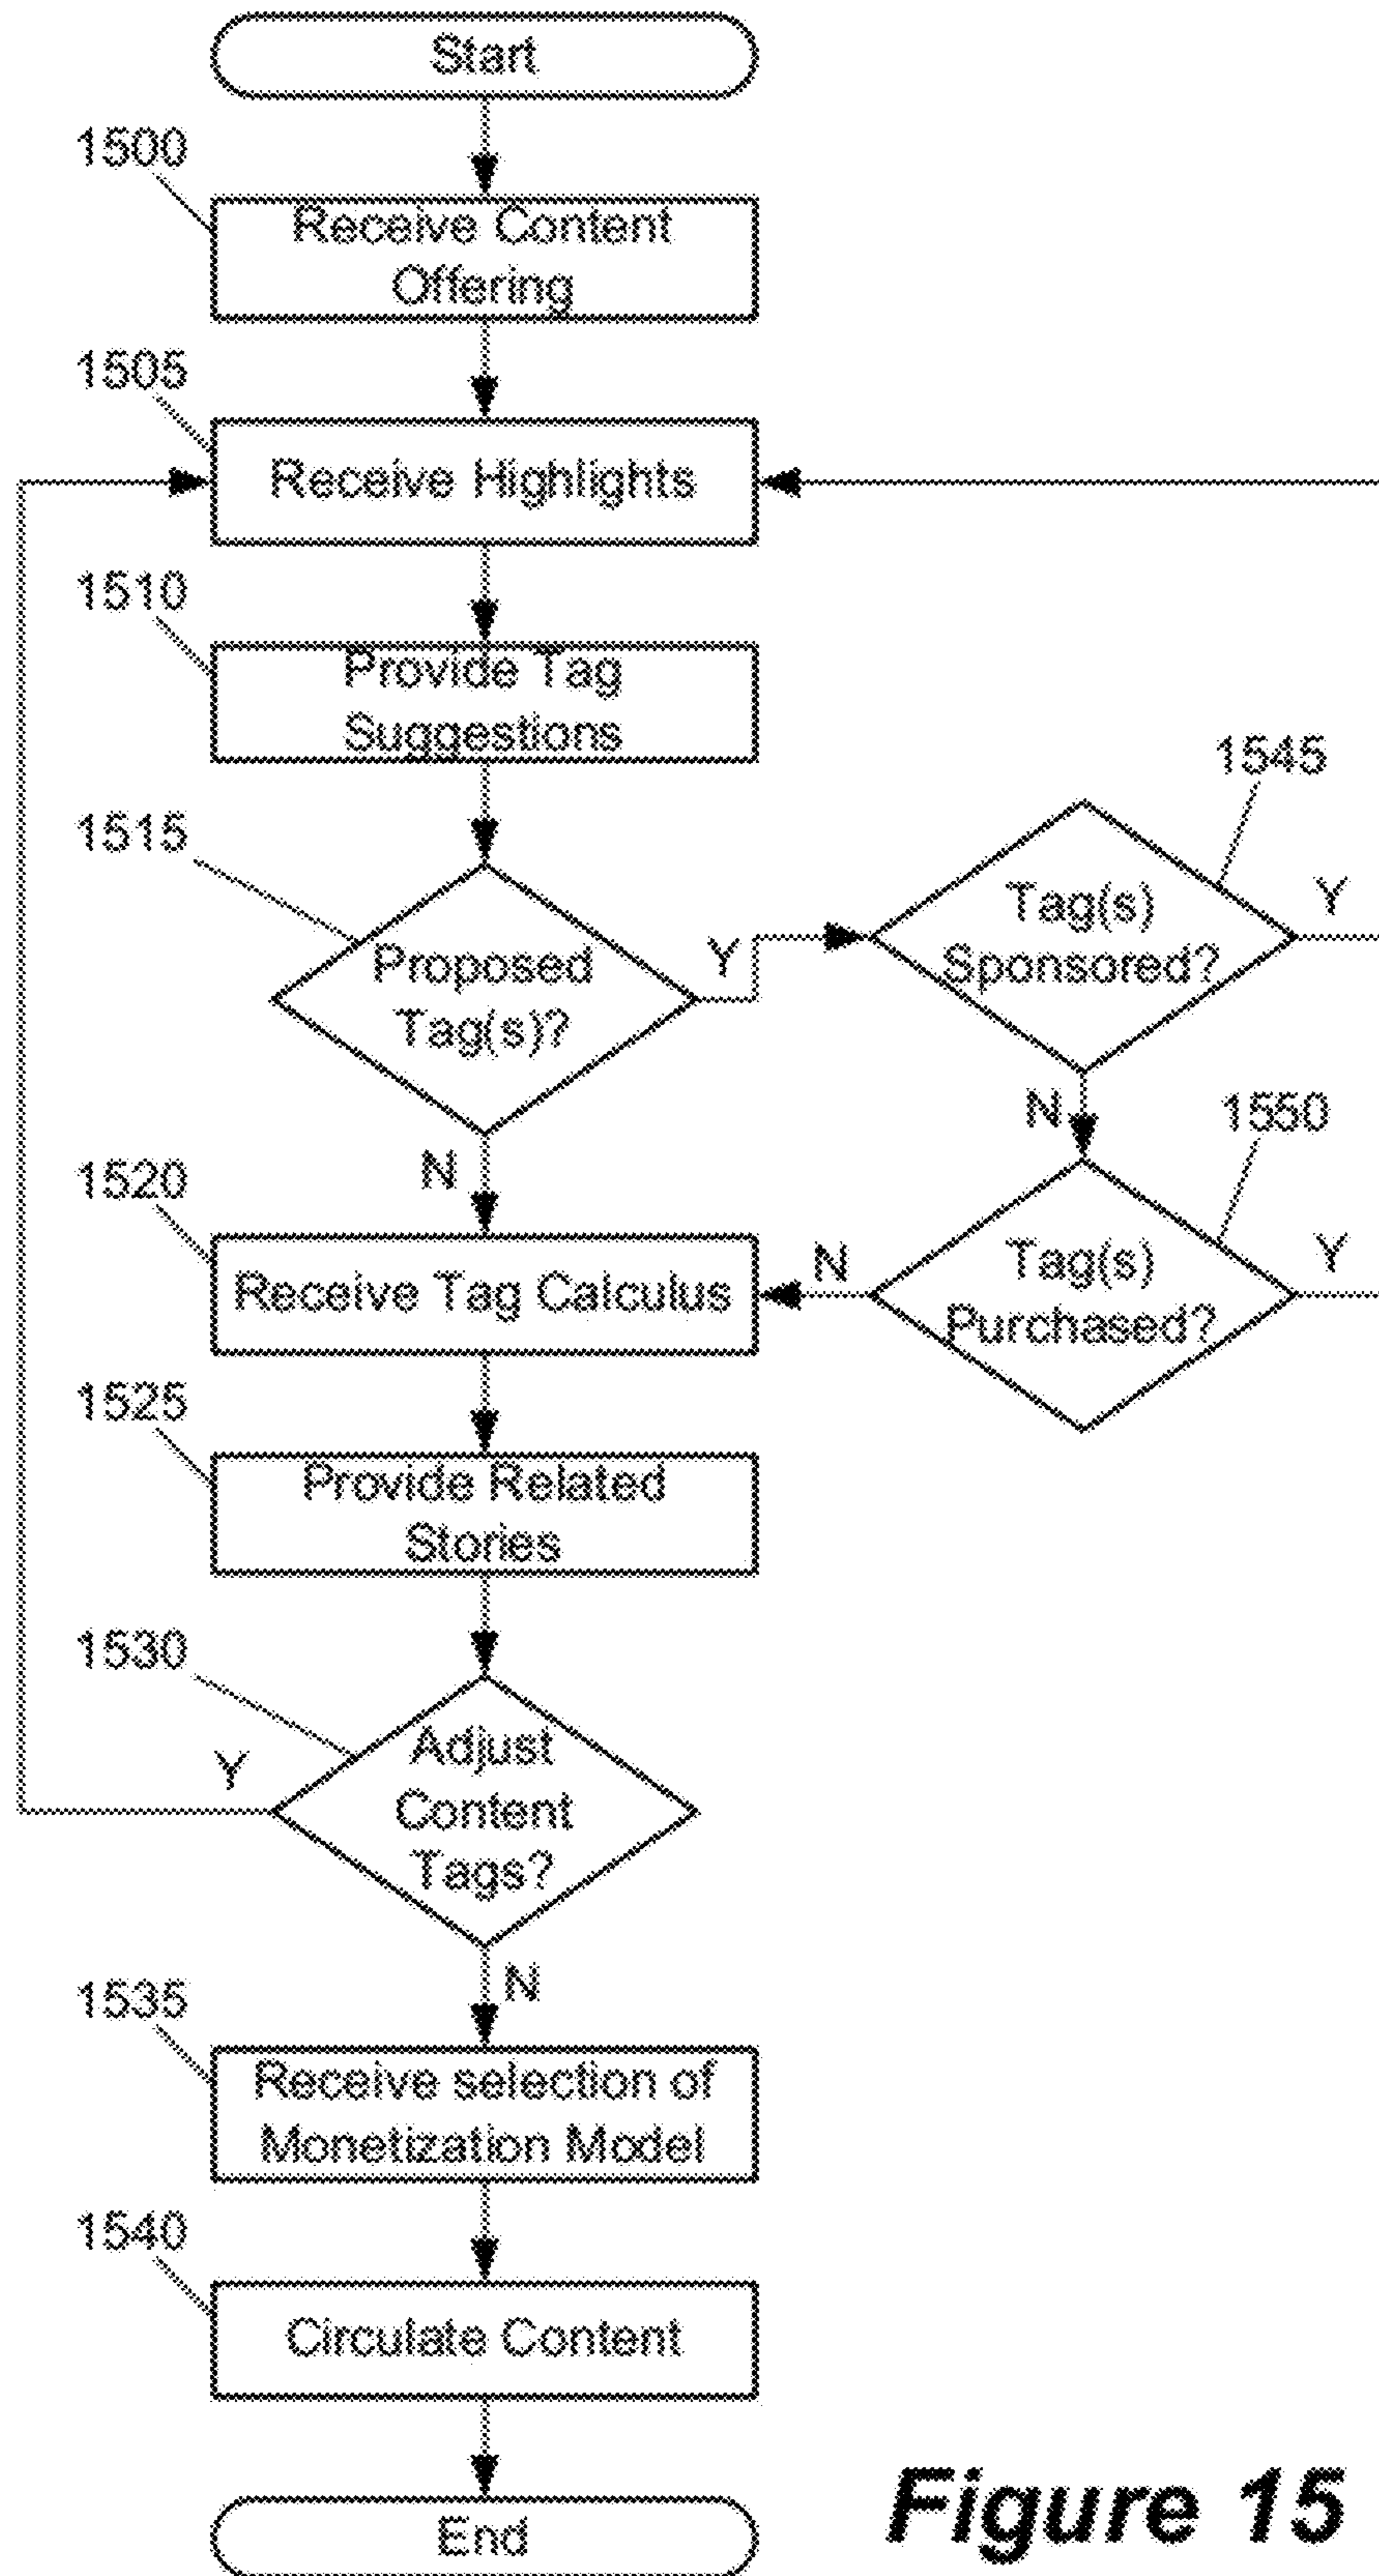 Start
1500
Receive Content
Offering
1505
Receive Highlights
1510
Provide Tag
Suggestions
1515
Proposed
Tag(s)?
Y
N
1545
Tag(s)
Sponsored?
Y
N
1550
Tag(s)
Purchased?
Y
N
1520
Receive Tag Calculus
1525
Provide Related
Stories
1530
Adjust
Content
Tags?
Y
N
1535
Receive selection of
Monetization Model
1540
Circulate Content
End
Figure 15